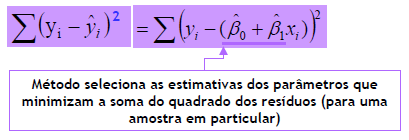 ∑(yᵢ − ŷᵢ)² = ∑(yᵢ − (β̂₀ + β̂₁xᵢ))²
Método seleciona as estimativas dos parâmetros que
minimizam a soma do quadrado dos resíduos (para uma
amostra em particular)